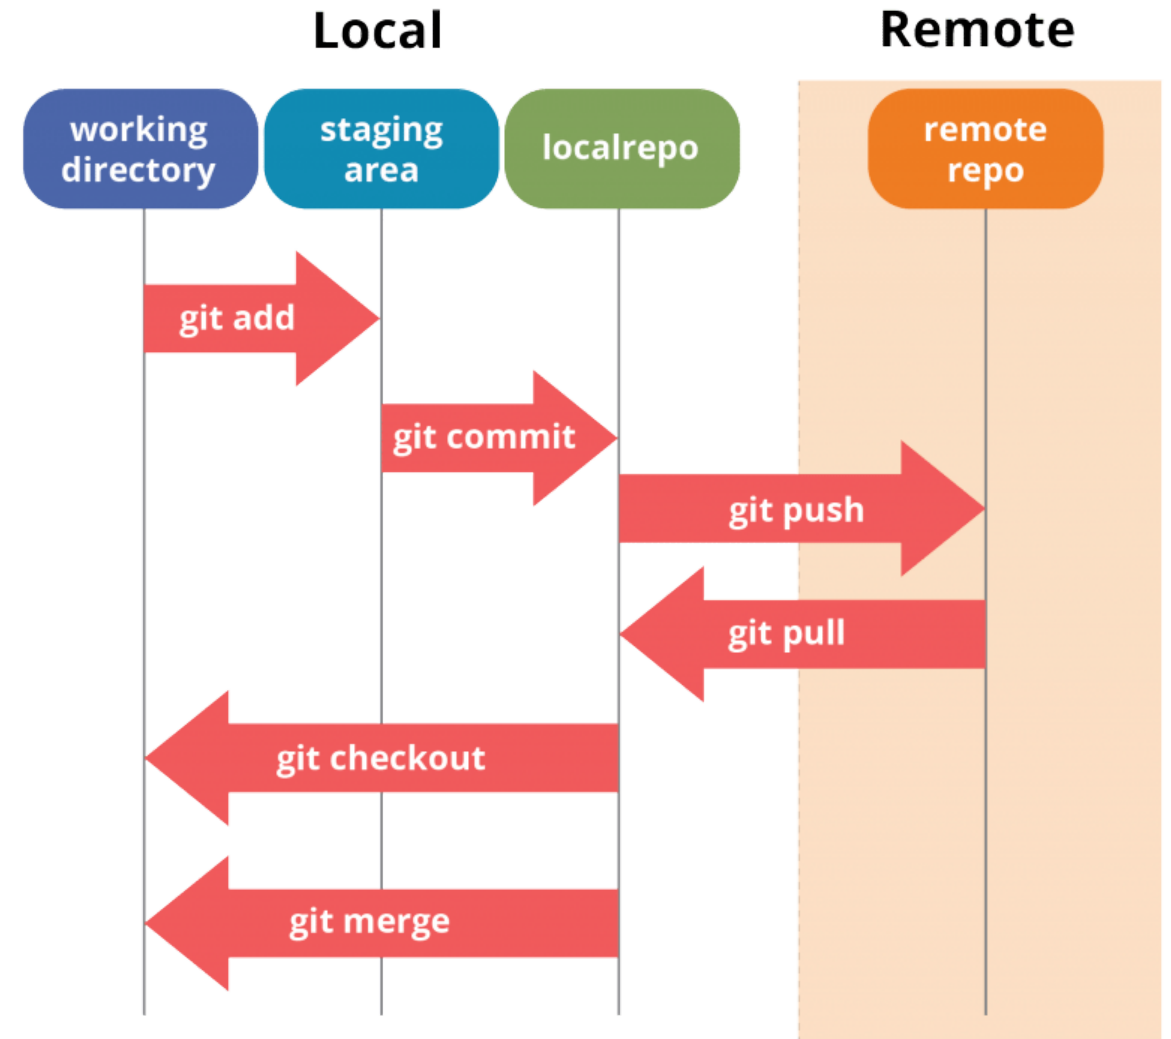 Local
Remote
working
directory
staging
area
localrepo
remote
repo
git add
git commit
git push
git pull
git checkout
git merge